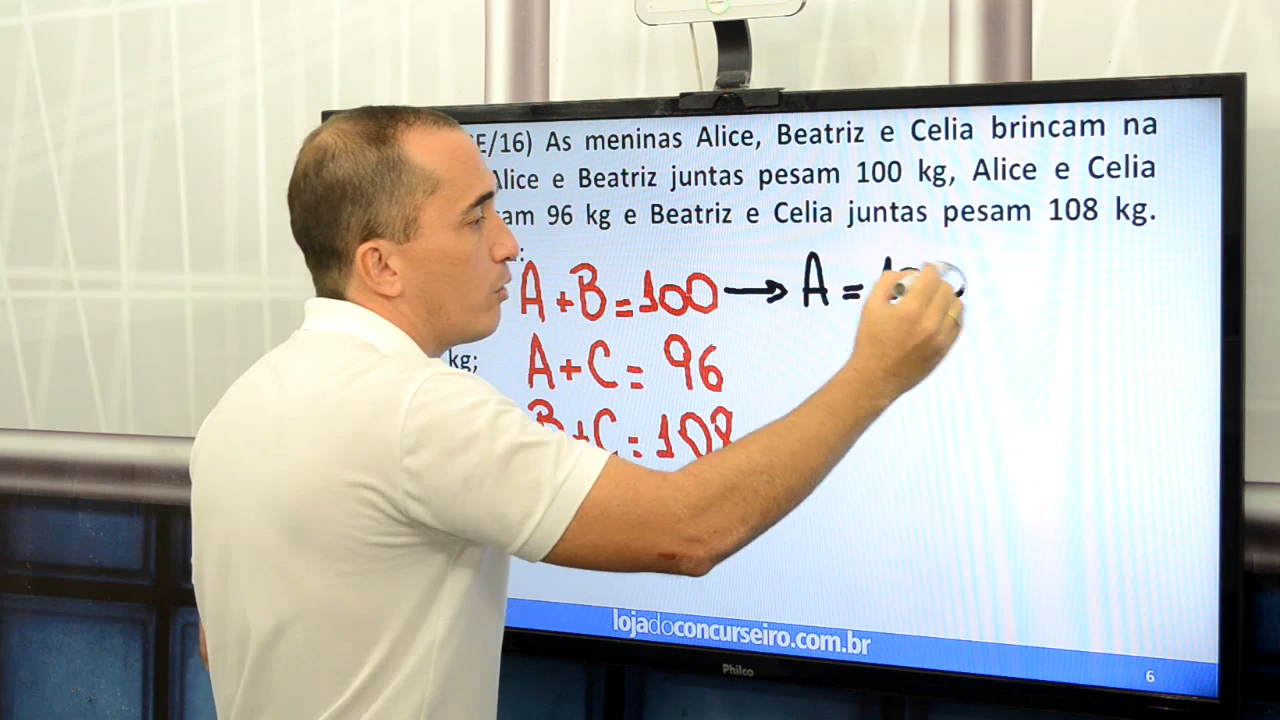 E/16) As meninas Alice, Beatriz e Celia brincam na
Alice e Beatriz juntas pesam 100 kg, Alice e Celia
96 kg e Beatriz e Celia juntas pesam 108 kg.
A + B = 100 → A =
kg;
A + C = 96
B + C = 108
lojadoconcurseiro.com.br
Philco
6